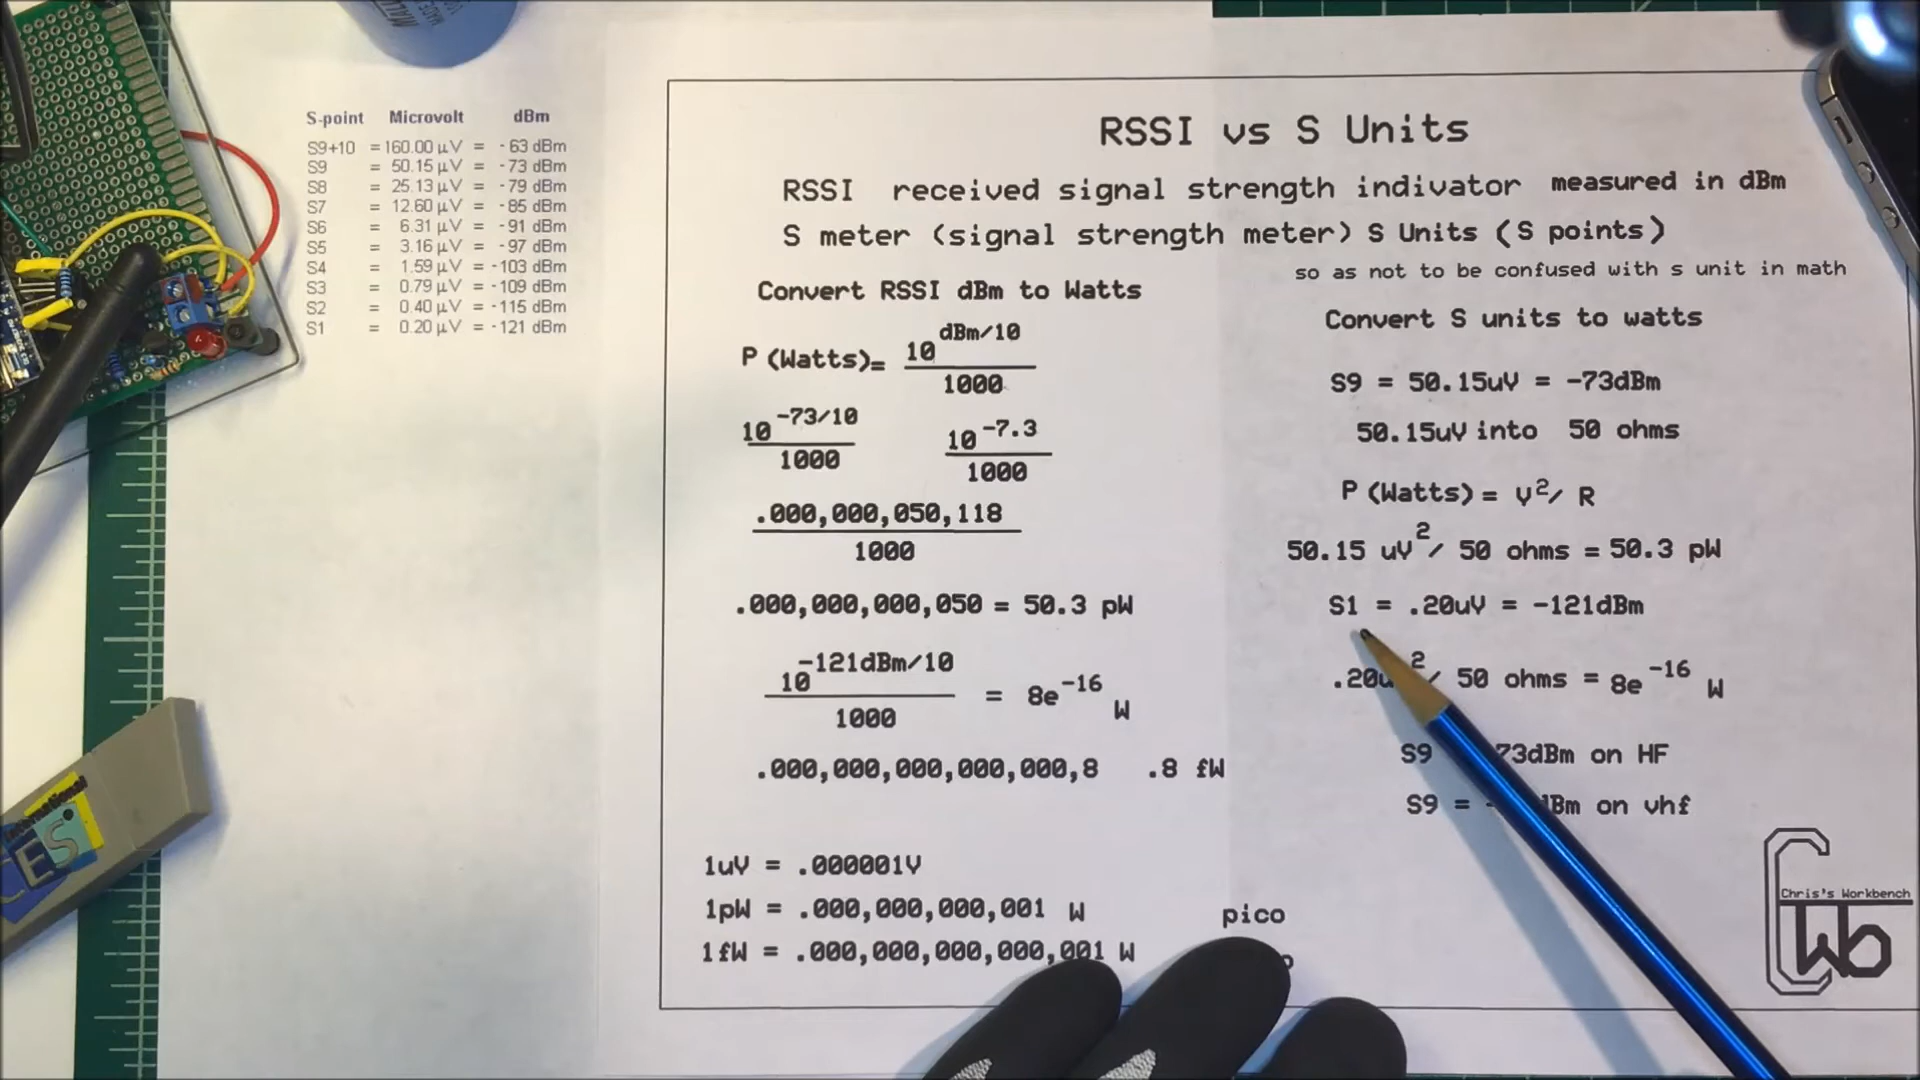 MADE
S-point Microvolt dBm
S9+10 = 160.00 µV = - 63 dBm
S9 = 50.15 µV = - 73 dBm
S8 = 25.13 µV = - 79 dBm
S7 = 12.60 µV = - 85 dBm
S6 = 6.31 µV = - 91 dBm
S5 = 3.16 µV = - 97 dBm
S4 = 1.59 µV = -103 dBm
S3 = 0.79 µV = -109 dBm
S2 = 0.40 µV = -115 dBm
S1 = 0.20 µV = -121 dBm
RSSI vs S Units
RSSI received signal strength indivator measured in dBm
S meter (signal strength meter) S Units (S points)
so as not to be confused with s unit in math
Convert RSSI dBm to Watts
P (Watts)= 10^dBm/10 / 1000
10^-73/10 / 1000 10^-7.3 / 1000
.000,000,050,118 / 1000
.000,000,000,050 = 50.3 pW
10^-121dBm/10 / 1000 = 8e^-16 W
.000,000,000,000,000,8 .8 fW
1uV = .000001V
1pW = .000,000,000,001 W pico
1fW = .000,000,000,000,001 W
Convert S units to watts
S9 = 50.15uV = -73dBm
50.15uV into 50 ohms
P (Watts) = V²/ R
50.15 uV²/ 50 ohms = 50.3 pW
S1 = .20uV = -121dBm
.20u ²/ 50 ohms = 8e^-16 W
S9 73dBm on HF
S9 = - dBm on vhf
Chris's Workbench
CWb